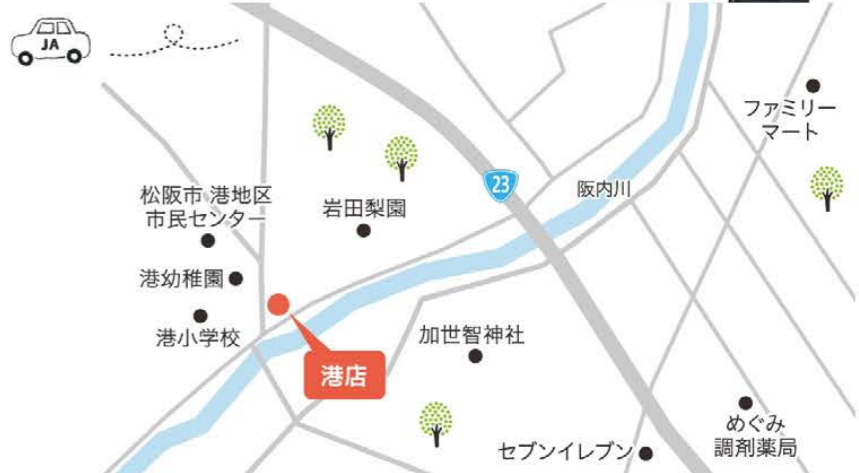 JA
ファミリー
マート
23
阪内川
松阪市 港地区
市民センター
岩田梨園
港幼稚園
港小学校
加世智神社
港店
めぐみ
調剤薬局
セブンイレブン